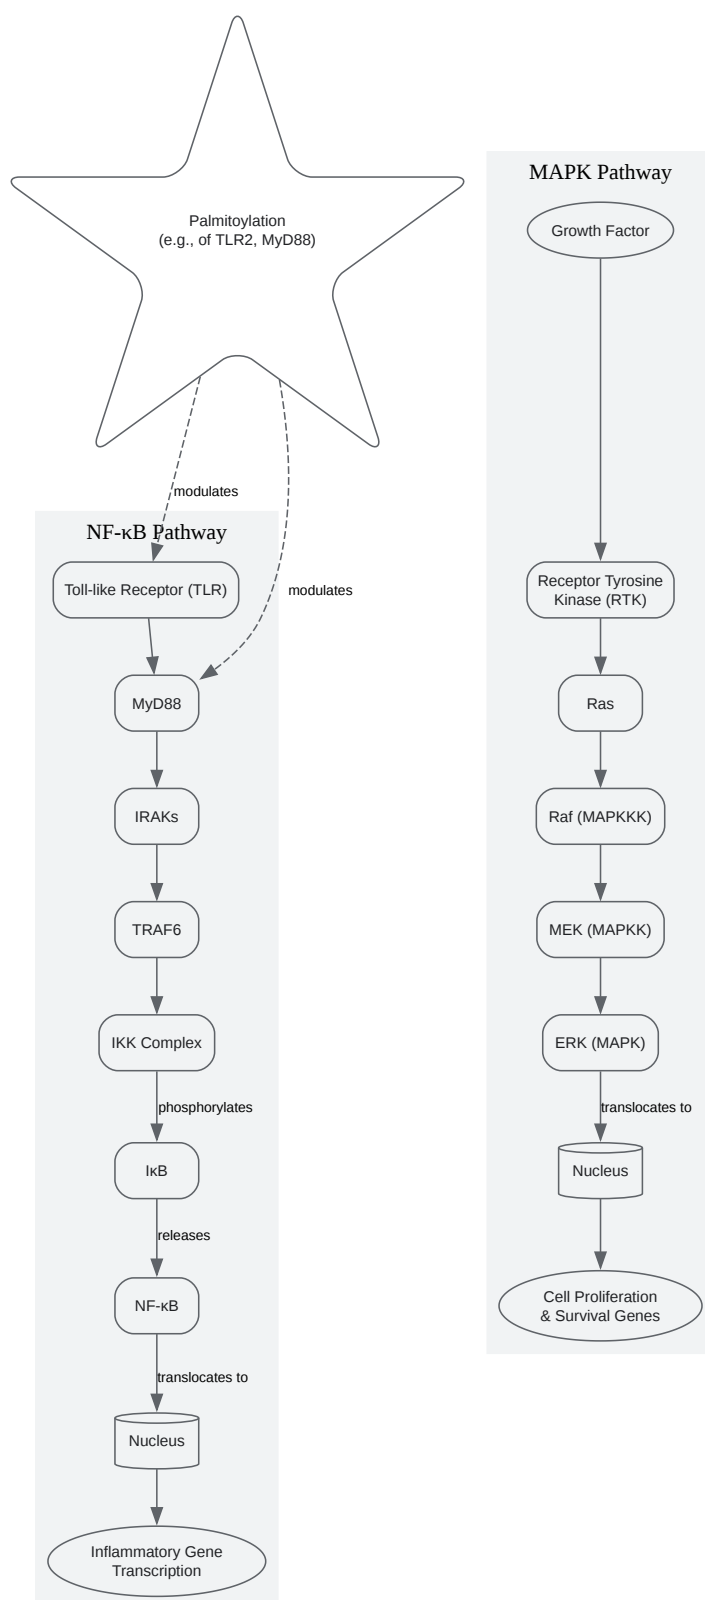 Palmitoylation
(e.g., of TLR2, MyD88)
modulates
modulates
NF-κB Pathway
Toll-like Receptor (TLR)
MyD88
IRAKs
TRAF6
IKK Complex
phosphorylates
IκB
releases
NF-κB
translocates to
Nucleus
Inflammatory Gene
Transcription
MAPK Pathway
Growth Factor
Receptor Tyrosine
Kinase (RTK)
Ras
Raf (MAPKKK)
MEK (MAPKK)
ERK (MAPK)
translocates to
Nucleus
Cell Proliferation
& Survival Genes